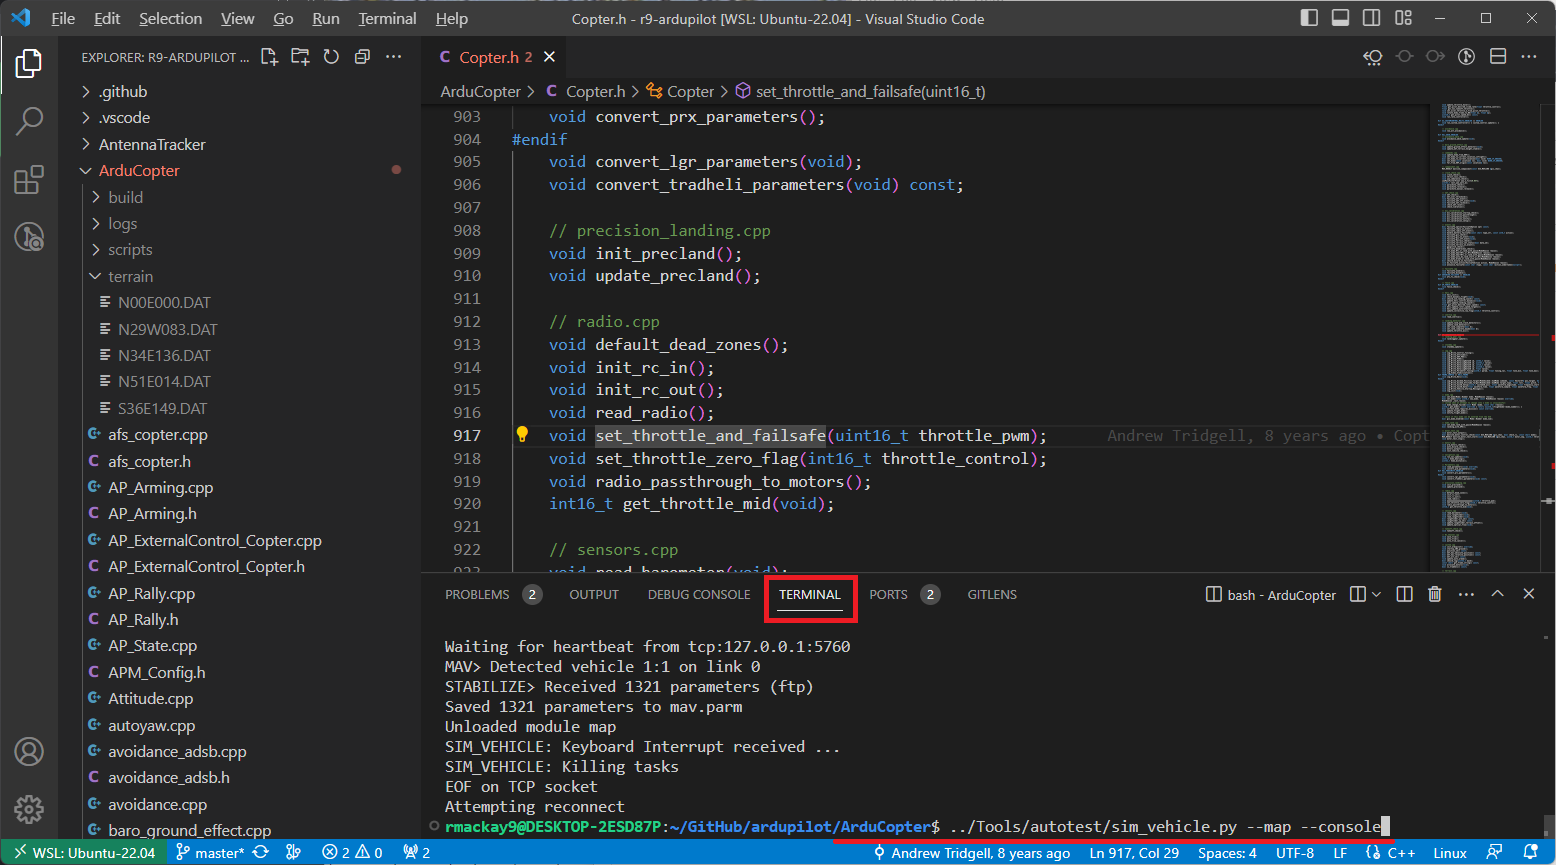 File Edit Selection View Go Run Terminal Help
Copter.h - r9-ardupilot [WSL: Ubuntu-22.04] - Visual Studio Code
EXPLORER: R9-ARDUPILOT ...
.github
.vscode
AntennaTracker
ArduCopter
build
logs
scripts
terrain
N00E000.DAT
N29W083.DAT
N34E136.DAT
N51E014.DAT
S36E149.DAT
afs_copter.cpp
C afs_copter.h
AP_Arming.cpp
C AP_Arming.h
AP_ExternalControl_Copter.cpp
C AP_ExternalControl_Copter.h
AP_Rally.cpp
C AP_Rally.h
AP_State.cpp
C APM_Config.h
Attitude.cpp
autoyaw.cpp
avoidance_adsb.cpp
C avoidance_adsb.h
avoidance.cpp
baro_ground_effect.cpp
C Copter.h 2
ArduCopter > C Copter.h > Copter > set_throttle_and_failsafe(uint16_t)
903 void convert_prx_parameters();
904 #endif
905 void convert_lgr_parameters(void);
906 void convert_tradheli_parameters(void) const;
907
908 // precision_landing.cpp
909 void init_precland();
910 void update_precland();
911
912 // radio.cpp
913 void default_dead_zones();
914 void init_rc_in();
915 void init_rc_out();
916 void read_radio();
917 void set_throttle_and_failsafe(uint16_t throttle_pwm); Andrew Tridgell, 8 years ago • Copt
918 void set_throttle_zero_flag(int16_t throttle_control);
919 void radio_passthrough_to_motors();
920 int16_t get_throttle_mid(void);
921
922 // sensors.cpp
923 void read_barometer(void);
PROBLEMS 2 OUTPUT DEBUG CONSOLE TERMINAL PORTS 2 GITLENS
bash - ArduCopter
Waiting for heartbeat from tcp:127.0.0.1:5760
MAV> Detected vehicle 1:1 on link 0
STABILIZE> Received 1321 parameters (ftp)
Saved 1321 parameters to mav.parm
Unloaded module map
SIM_VEHICLE: Keyboard Interrupt received ...
SIM_VEHICLE: Killing tasks
EOF on TCP socket
Attempting reconnect
rmackay9@DESKTOP-2ESD87P:~/GitHub/ardupilot/ArduCopter$ ../Tools/autotest/sim_vehicle.py --map --console
WSL: Ubuntu-22.04 master* 2 0 2 Andrew Tridgell, 8 years ago Ln 917, Col 29 Spaces: 4 UTF-8 LF C++ Linux